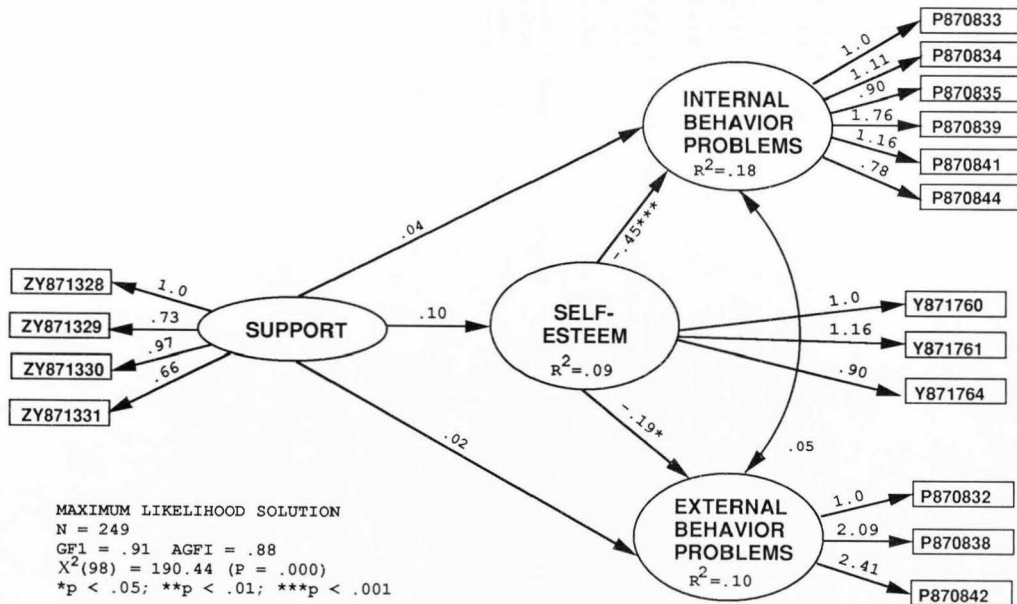 P870833
1.0
P870834
1.11
P870835
.90
INTERNAL
BEHAVIOR
PROBLEMS
R²=.18
1.76
P870839
1.16
P870841
.78
P870844
.04
-.45***
ZY871328
1.0
ZY871329
.73
ZY871330
.97
ZY871331
.66
SUPPORT
.10
SELF-
ESTEEM
R²=.09
1.0
Y871760
1.16
Y871761
.90
Y871764
-.19*
.02
.05
EXTERNAL
BEHAVIOR
PROBLEMS
R²=.10
1.0
P870832
2.09
P870838
2.41
P870842
MAXIMUM LIKELIHOOD SOLUTION
N = 249
GF1 = .91 AGFI = .88
X²(98) = 190.44 (P = .000)
*p < .05; **p < .01; ***p < .001